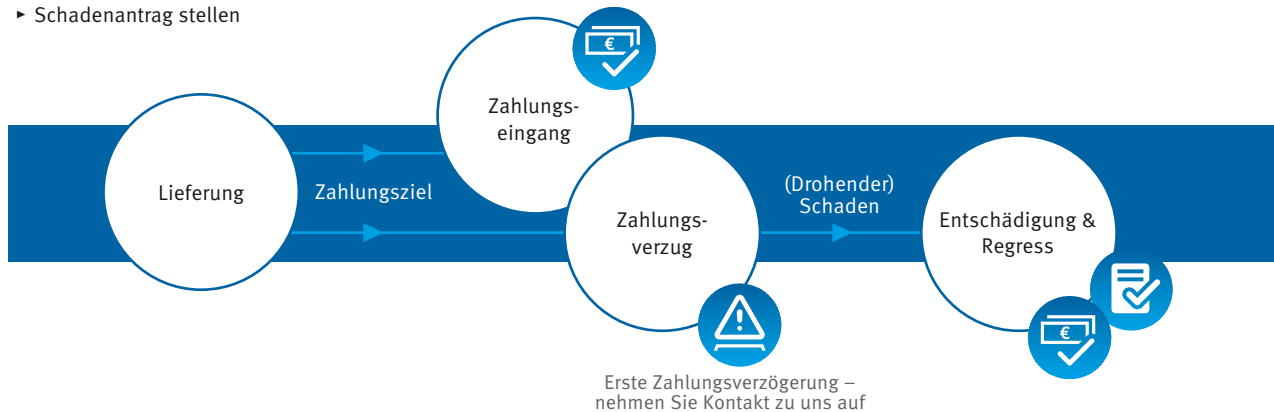 ► Schadenantrag stellen
€
Zahlungs-
eingang
Lieferung
Zahlungsziel
Zahlungs-
verzug
(Drohender)
Schaden
Entschädigung &
Regress
!
€
Erste Zahlungsverzögerung –
nehmen Sie Kontakt zu uns auf